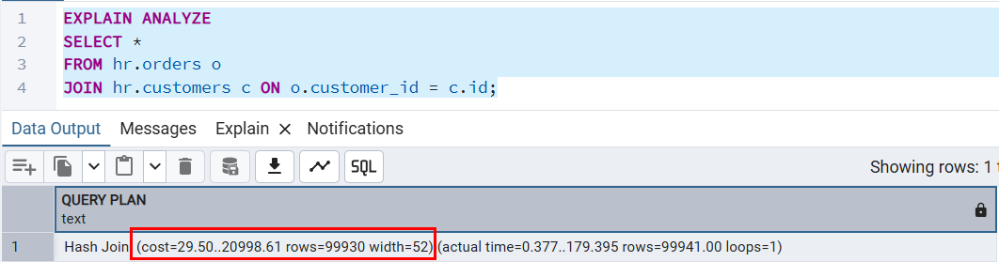 1 EXPLAIN ANALYZE
2 SELECT *
3 FROM hr.orders o
4 JOIN hr.customers c ON o.customer_id = c.id;
Data Output Messages Explain Notifications
SQL Showing rows: 1
QUERY PLAN
text
1 Hash Join (cost=29.50..20998.61 rows=99930 width=52) (actual time=0.377..179.395 rows=99941.00 loops=1)